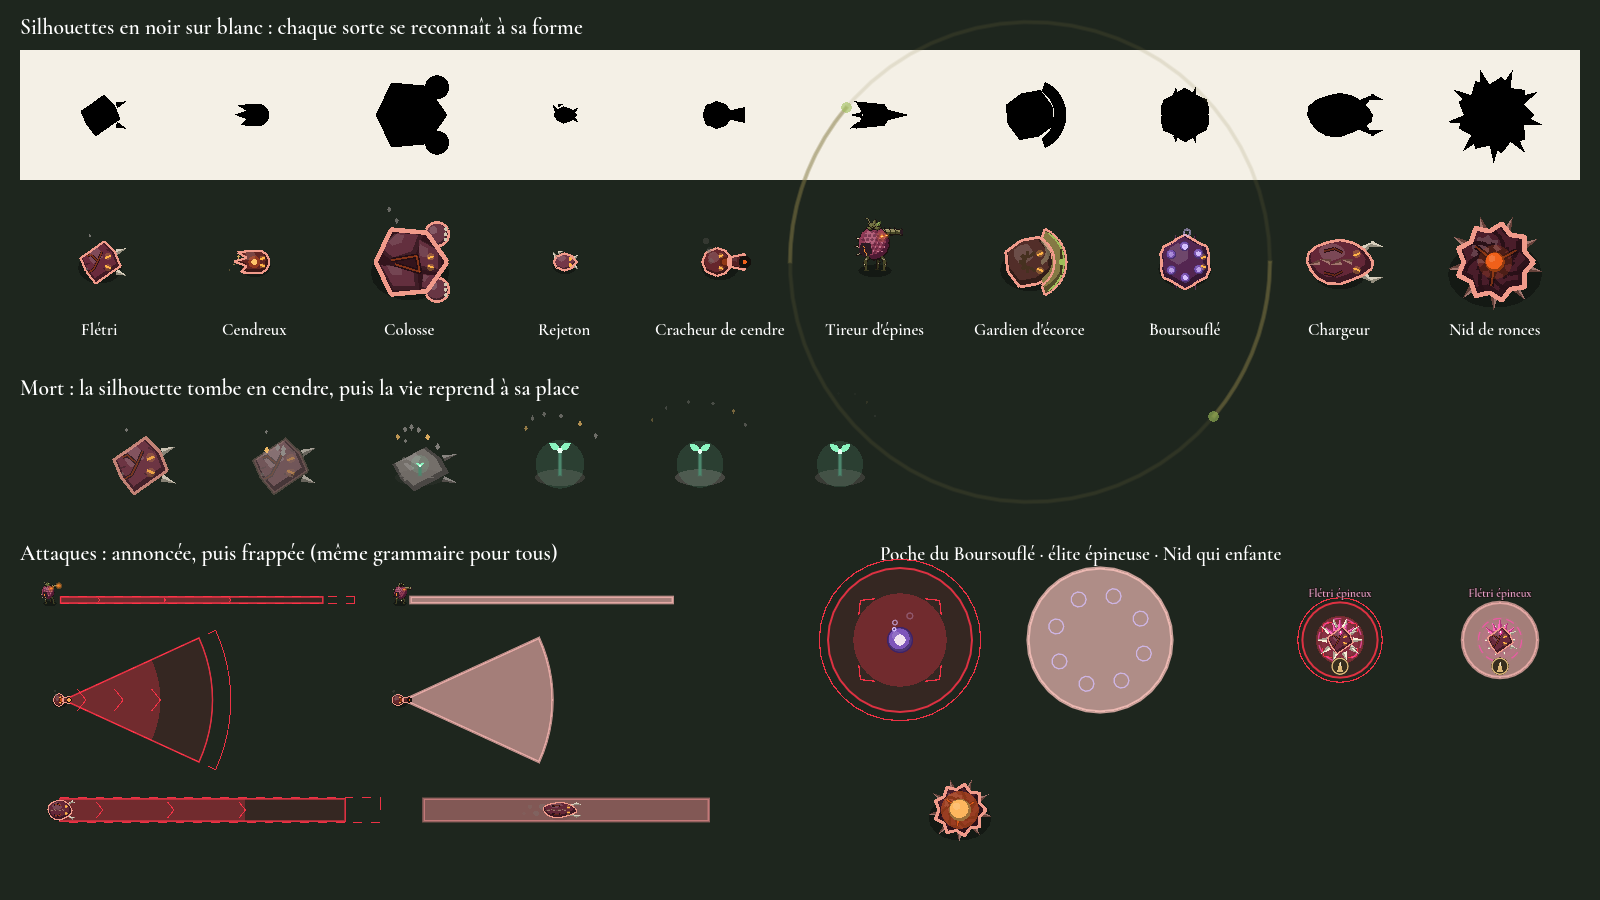 Silhouettes en noir sur blanc : chaque sorte se reconnaît à sa forme
Flétri
Cendreux
Colosse
Rejeton
Cracheur de cendre
Tireur d'épines
Gardien d'écorce
Boursouflé
Chargeur
Nid de ronces
Mort : la silhouette tombe en cendre, puis la vie reprend à sa place
Attaques : annoncée, puis frappée (même grammaire pour tous)
Poche du Boursouflé · élite épineuse · Nid qui enfante
Flétri épineux
Flétri épineux